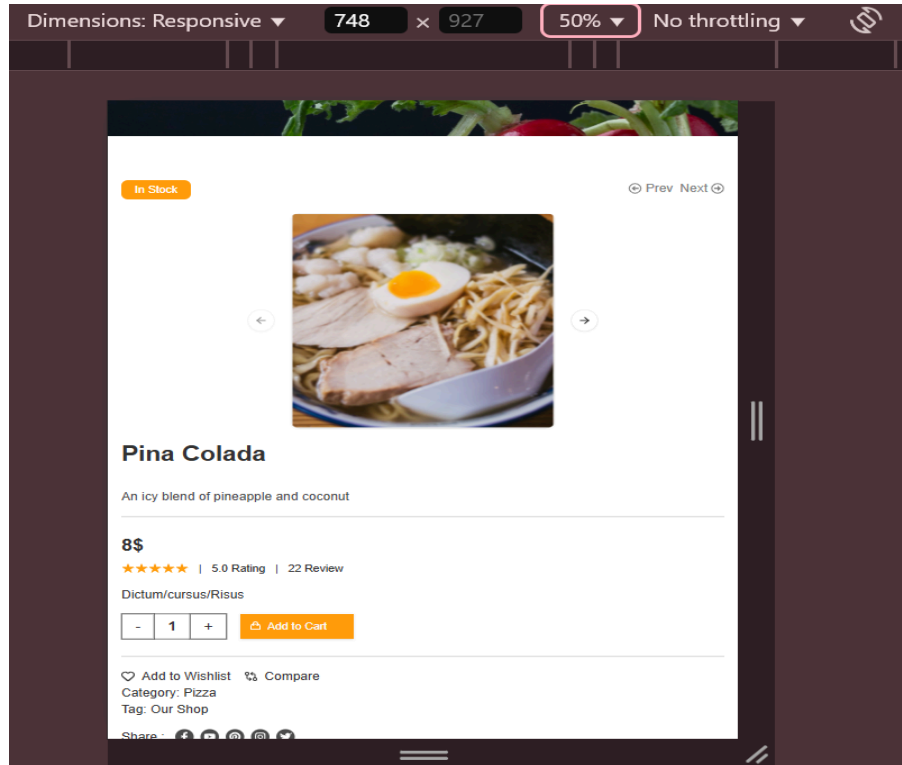 Dimensions: Responsive 748 × 927 50% No throttling
In Stock Prev Next
Pina Colada
An icy blend of pineapple and coconut
8$
★★★★★ | 5.0 Rating | 22 Review
Dictum/cursus/Risus
- 1 + Add to Cart
Add to Wishlist Compare
Category: Pizza
Tag: Our Shop
Share :